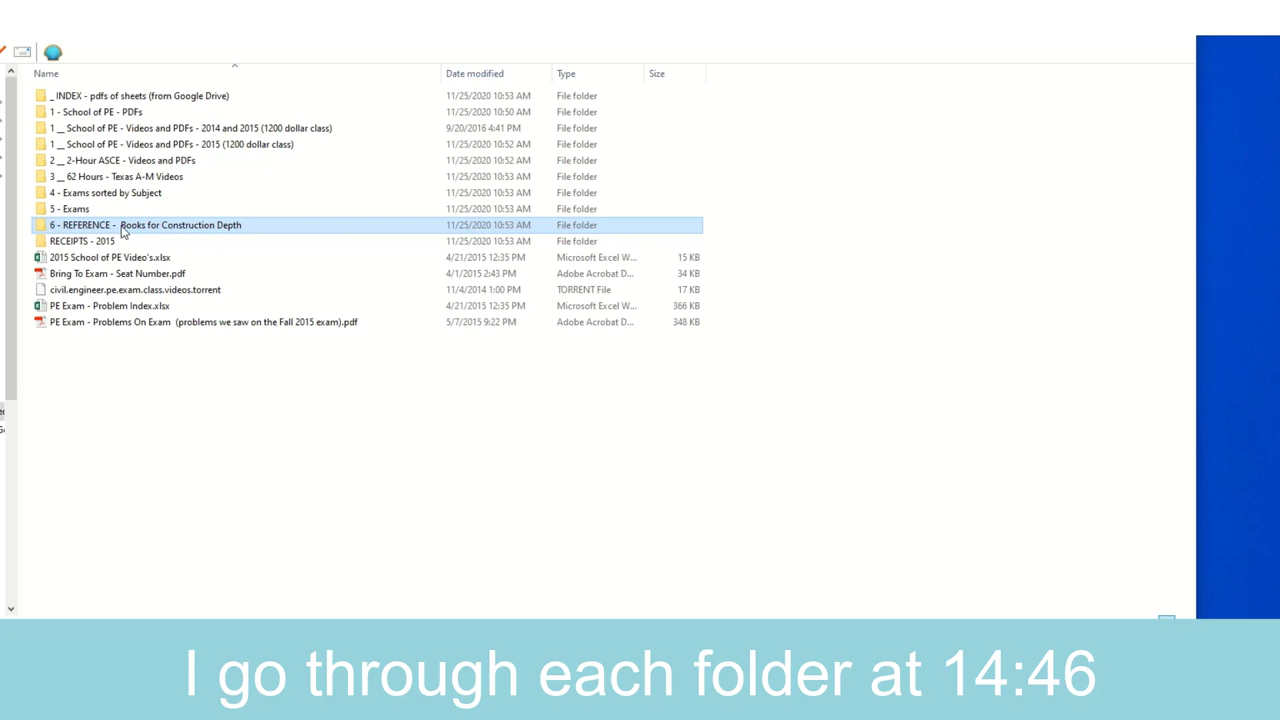 Name Date modified Type Size
_ INDEX - pdfs of sheets (from Google Drive) 11/25/2020 10:53 AM File folder
1 - School of PE - PDFs 11/25/2020 10:50 AM File folder
1 __ School of PE - Videos and PDFs - 2014 and 2015 (1200 dollar class) 9/20/2016 4:41 PM File folder
1 __ School of PE - Videos and PDFs - 2015 (1200 dollar class) 11/25/2020 10:52 AM File folder
2 __ 2-Hour ASCE - Videos and PDFs 11/25/2020 10:52 AM File folder
3 __ 62 Hours - Texas A-M Videos 11/25/2020 10:53 AM File folder
4 - Exams sorted by Subject 11/25/2020 10:53 AM File folder
5 - Exams 11/25/2020 10:53 AM File folder
6 - REFERENCE - Books for Construction Depth 11/25/2020 10:53 AM File folder
RECEIPTS - 2015 11/25/2020 10:53 AM File folder
2015 School of PE Video's.xlsx 4/21/2015 12:35 PM Microsoft Excel W... 15 KB
Bring To Exam - Seat Number.pdf 4/1/2015 2:43 PM Adobe Acrobat D... 34 KB
civil.engineer.pe.exam.class.videos.torrent 11/4/2014 1:00 PM TORRENT File 17 KB
PE Exam - Problem Index.xlsx 4/21/2015 12:35 PM Microsoft Excel W... 366 KB
PE Exam - Problems On Exam (problems we saw on the Fall 2015 exam).pdf 5/7/2015 9:22 PM Adobe Acrobat D... 348 KB
I go through each folder at 14:46